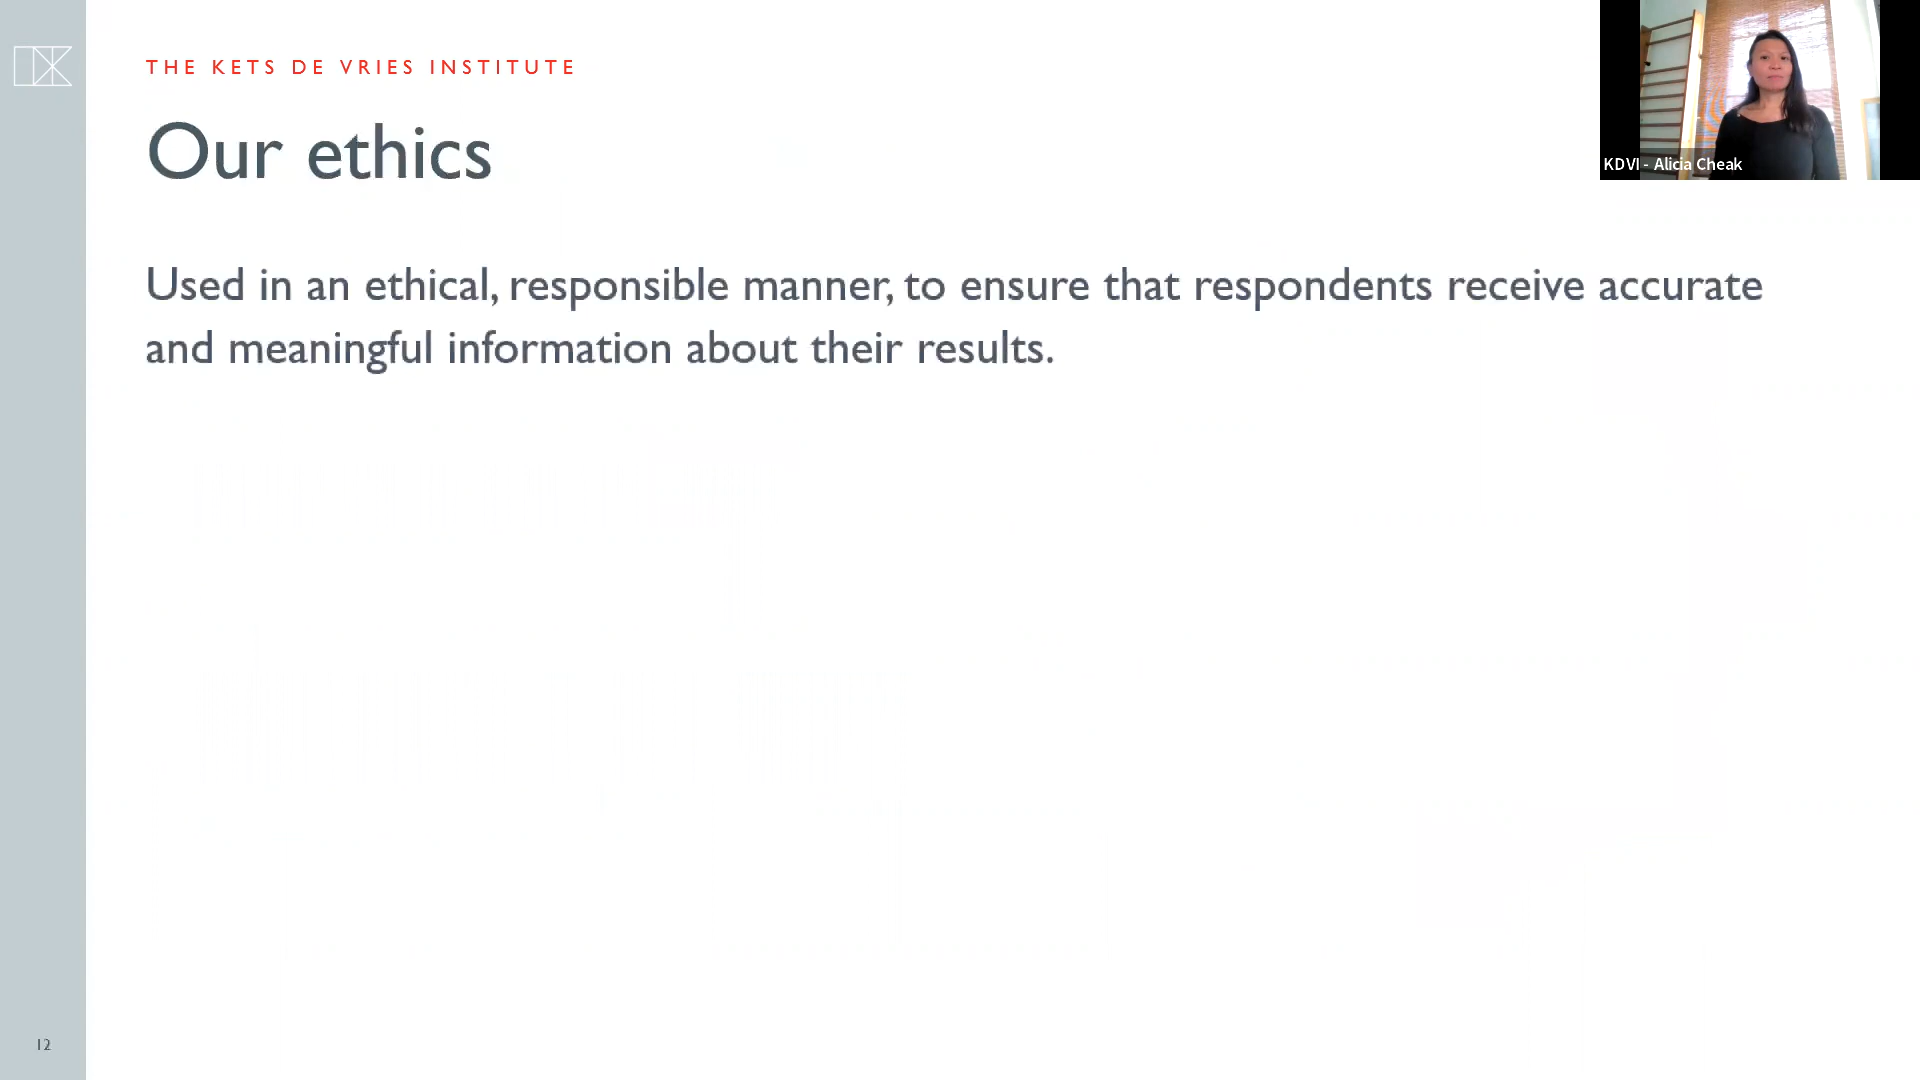 THE KETS DE VRIES INSTITUTE
Our ethics
KDVI - Alicia Cheak
Used in an ethical, responsible manner, to ensure that respondents receive accurate
and meaningful information about their results.
12